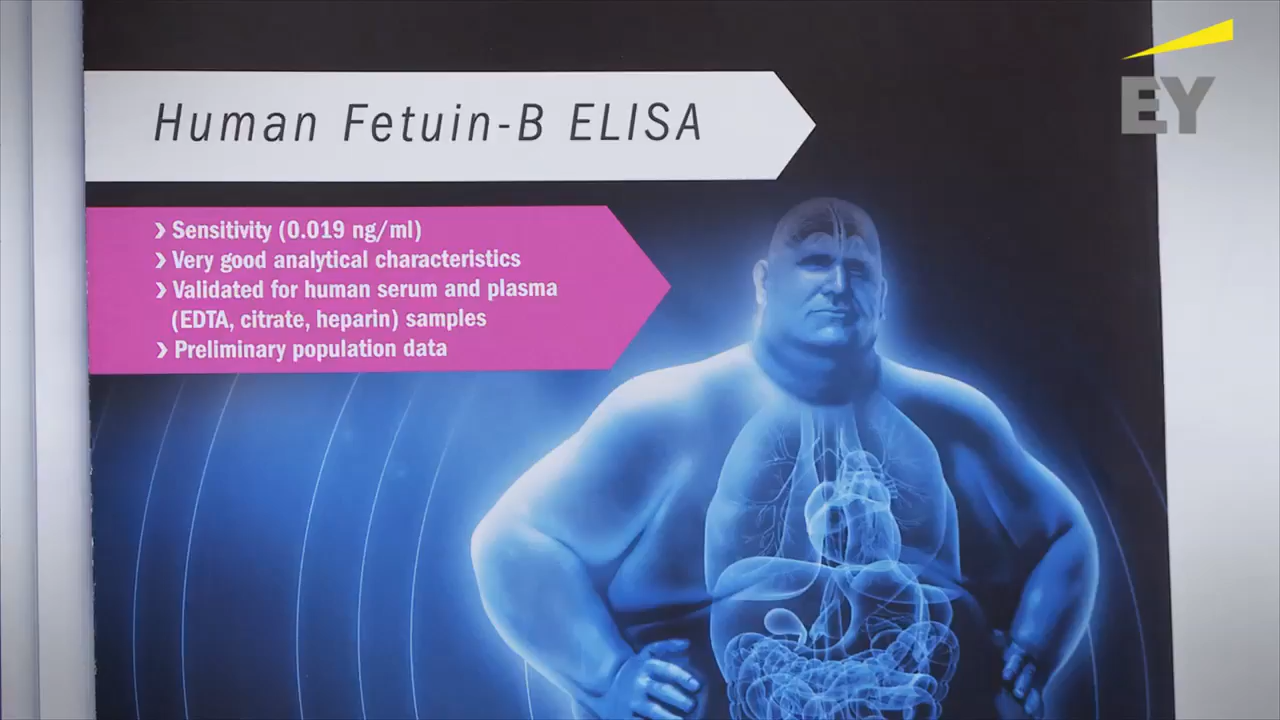 EY
Human Fetuin-B ELISA
❯ Sensitivity (0.019 ng/ml)
❯ Very good analytical characteristics
❯ Validated for human serum and plasma
(EDTA, citrate, heparin) samples
❯ Preliminary population data